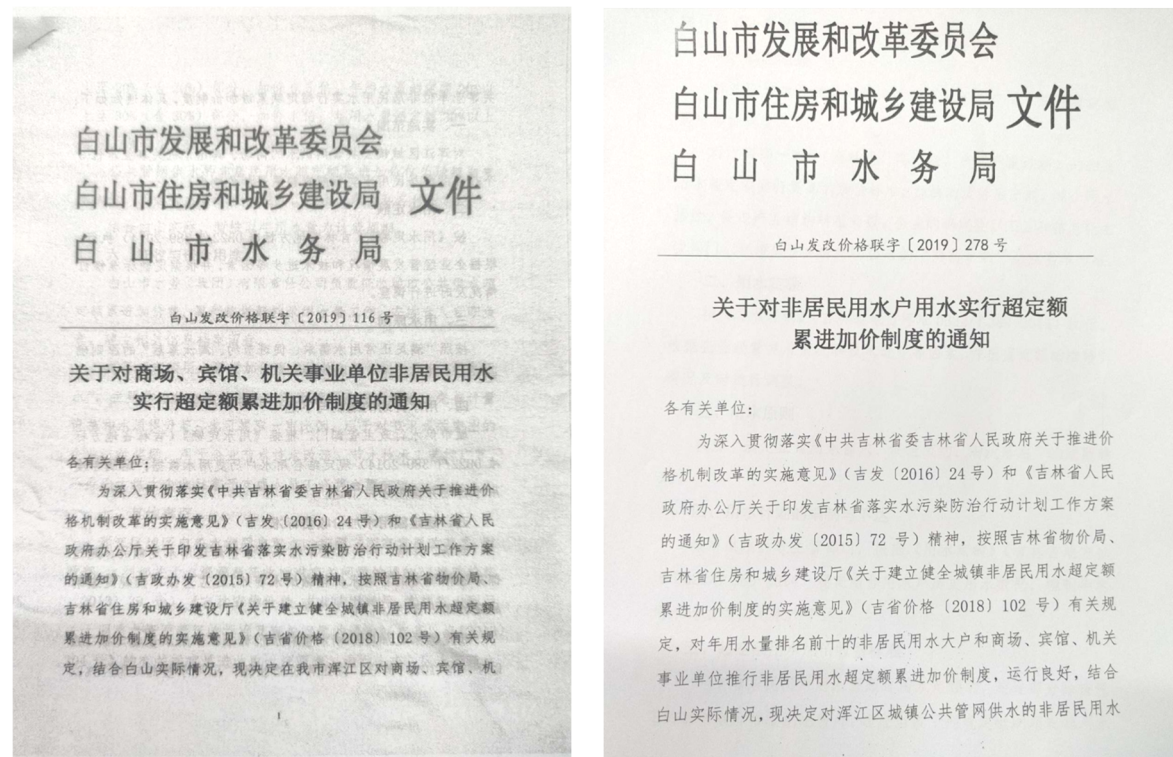 白山市发展和改革委员会
白山市住房和城乡建设局 文件
白山市水务局
白山发改价格联字〔2019〕116号
关于对商场、宾馆、机关事业单位非居民用水
实行超定额累进加价制度的通知
各有关单位:
为深入贯彻落实《中共吉林省委吉林省人民政府关于推进价
格机制改革的实施意见》(吉发〔2016〕24号)和《吉林省人民
政府办公厅关于印发吉林省落实水污染防治行动计划工作方案
的通知》(吉政办发〔2015〕72号)精神,按照吉林省物价局、
吉林省住房和城乡建设厅《关于建立健全城镇非居民用水超定额
累进加价制度的实施意见》(吉省价格〔2018〕102号)有关规
定,结合白山实际情况,现决定在我市浑江区对商场、宾馆、机
1
白山市发展和改革委员会
白山市住房和城乡建设局 文件
白山市水务局
白山发改价格联字〔2019〕278号
关于对非居民用水户用水实行超定额
累进加价制度的通知
各有关单位:
为深入贯彻落实《中共吉林省委吉林省人民政府关于推进价
格机制改革的实施意见》(吉发〔2016〕24号)和《吉林省人民
政府办公厅关于印发吉林省落实水污染防治行动计划工作方案
的通知》(吉政办发〔2015〕72号)精神,按照吉林省物价局、
吉林省住房和城乡建设厅《关于建立健全城镇非居民用水超定额
累进加价制度的实施意见》(吉省价格〔2018〕102号)有关规
定,对年用水量排名前十的非居民用水大户和商场、宾馆、机关
事业单位推行非居民用水超定额累进加价制度,运行良好,结合
白山实际情况,现决定对浑江区城镇公共管网供水的非居民用水